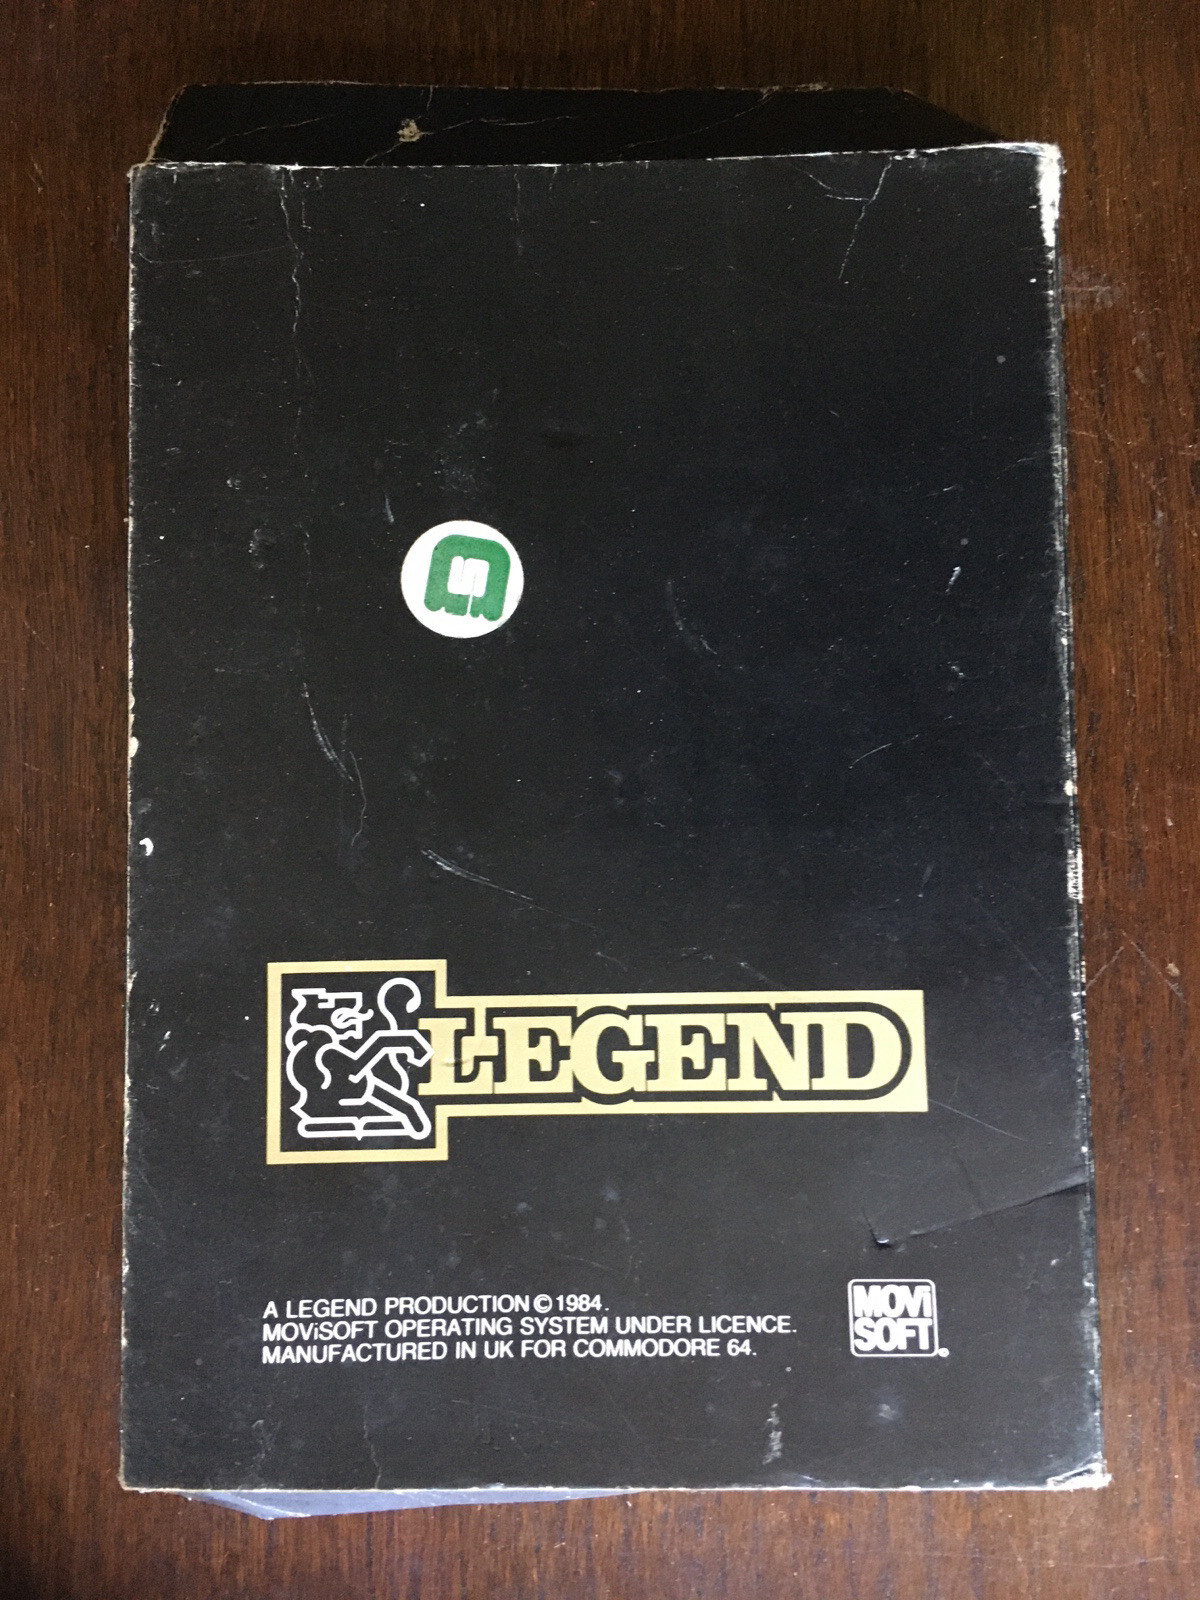 LEGEND
A LEGEND PRODUCTION © 1984.
MOViSOFT OPERATING SYSTEM UNDER LICENCE.
MANUFACTURED IN UK FOR COMMODORE 64.
MOVi
SOFT